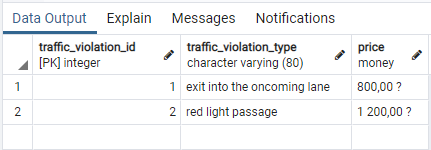 Data Output Explain Messages Notifications
traffic_violation_id traffic_violation_type price
[PK] integer character varying (80) money
1 1 exit into the oncoming lane 800,00 ?
2 2 red light passage 1 200,00 ?